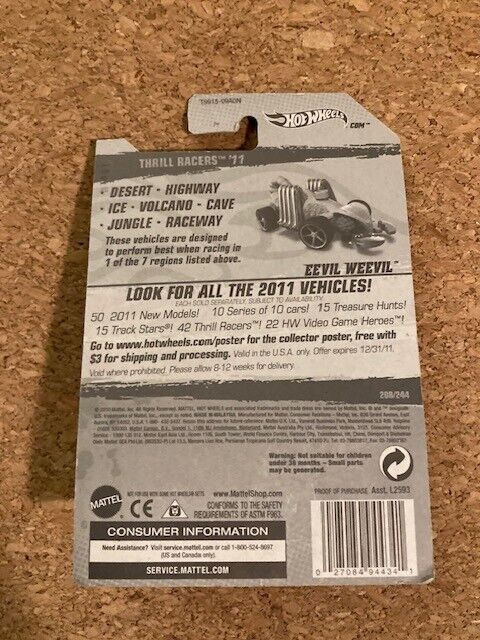 T9915-09A0N
HOT WHEELS
.COM™
THRILL RACERS™ '11
• DESERT • HIGHWAY
• ICE • VOLCANO • CAVE
• JUNGLE • RACEWAY
These vehicles are designed
to perform best when racing in
1 of the 7 regions listed above.
EEVIL WEEVIL™
LOOK FOR ALL THE 2011 VEHICLES!
EACH SOLD SEPARATELY, SUBJECT TO AVAILABILITY.
50 2011 New Models! 10 Series of 10 cars! 15 Treasure Hunts!
15 Track Stars®! 42 Thrill Racers™! 22 HW Video Game Heroes™!
Go to www.hotwheels.com/poster for the collector poster, free with
$3 for shipping and processing. Valid in the U.S.A. only. Offer expires 12/31/11.
Void where prohibited. Please allow 8-12 weeks for delivery.
208/244
Warning: Not suitable for children
under 36 months – Small parts
may be generated.
MATTEL
CE
www.MattelShop.com
CONFORMS TO THE SAFETY
REQUIREMENTS OF ASTM F963.
PROOF OF PURCHASE Asst. L2593
CONSUMER INFORMATION
Need Assistance? Visit service.mattel.com or call 1-800-524-8697
(US and Canada only).
SERVICE.MATTEL.COM
0 27084 94434 1